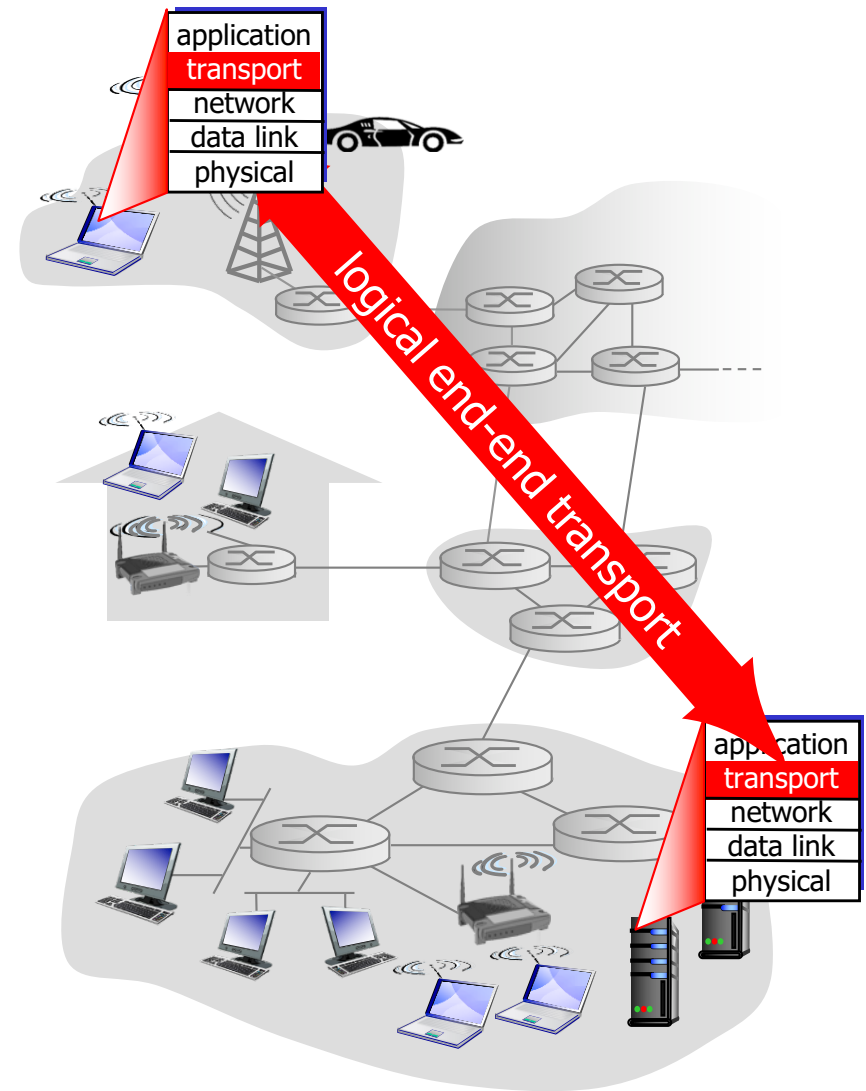 application
transport
network
data link
physical
logical end-end transport
application
transport
network
data link
physical